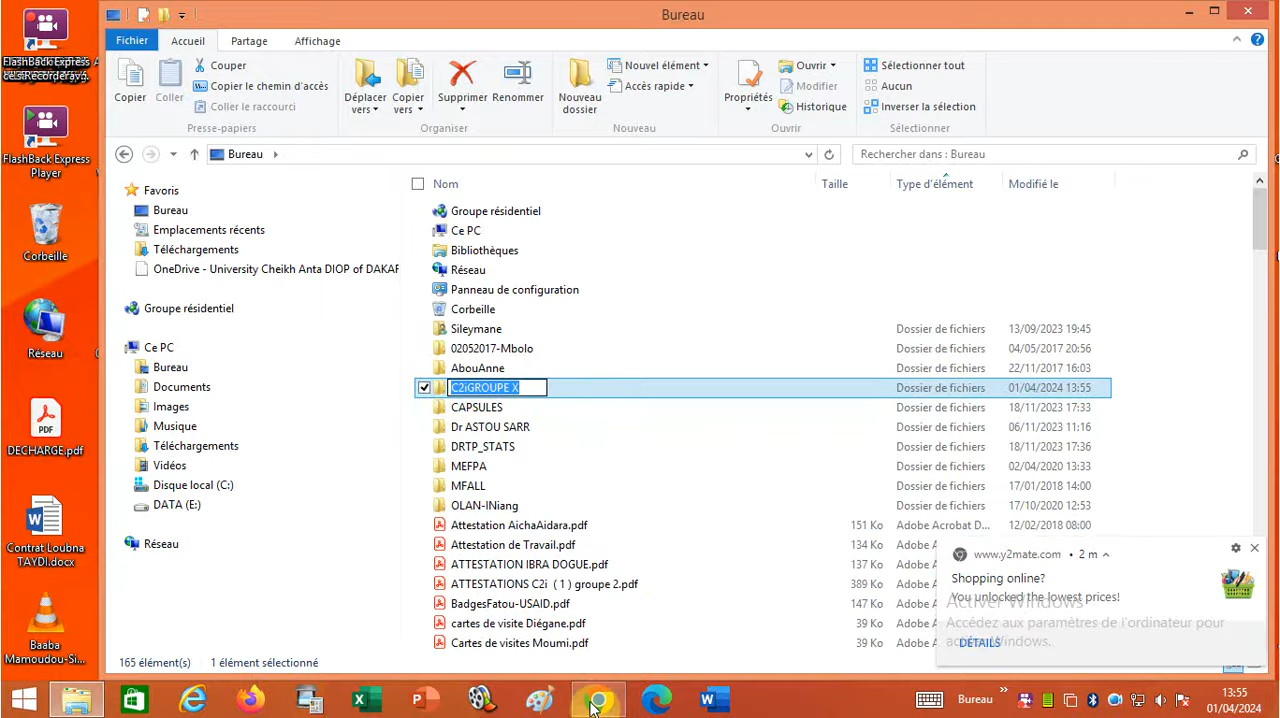 Bureau
Fichier Accueil Partage Affichage
Copier
Coller
Couper
Copier le chemin d'accès
Coller le raccourci
Presse-papiers
Déplacer vers
Copier vers
Supprimer
Renommer
Organiser
Nouveau dossier
Nouvel élément
Accès rapide
Nouveau
Propriétés
Ouvrir
Modifier
Historique
Ouvrir
Sélectionner tout
Aucun
Inverser la sélection
Sélectionner
Bureau
Rechercher dans : Bureau
FlashBack Express
FlashBack Express Player
Corbeille
Réseau
PDF
DECHARGE.pdf
Contrat Loubna TAYDI.docx
Baaba Mamoudou-Si...
Favoris
Bureau
Emplacements récents
Téléchargements
OneDrive - University Cheikh Anta DIOP of DAKAR
Groupe résidentiel
Ce PC
Bureau
Documents
Images
Musique
Téléchargements
Vidéos
Disque local (C:)
DATA (E:)
Réseau
Nom Taille Type d'élément Modifié le
Groupe résidentiel
Ce PC
Bibliothèques
Réseau
Panneau de configuration
Corbeille
Sileymane Dossier de fichiers 13/09/2023 19:45
02052017-Mbolo Dossier de fichiers 04/05/2017 20:56
AbouAnne Dossier de fichiers 22/11/2017 16:03
C2iGROUPE X Dossier de fichiers 01/04/2024 13:55
CAPSULES Dossier de fichiers 18/11/2023 17:33
Dr ASTOU SARR Dossier de fichiers 06/11/2023 11:16
DRTP_STATS Dossier de fichiers 18/11/2023 17:36
MEFPA Dossier de fichiers 02/04/2020 13:33
MFALL Dossier de fichiers 17/01/2018 14:00
OLAN-INiang Dossier de fichiers 17/10/2020 12:53
Attestation AichaAidara.pdf 151 Ko Adobe Acrobat D... 12/02/2018 08:00
Attestation de Travail.pdf 134 Ko Adobe
ATTESTATION IBRA DOGUE.pdf 137 Ko Adobe
ATTESTATIONS C2i ( 1 ) groupe 2.pdf 389 Ko Adobe
BadgesFatou-USAID.pdf 147 Ko Adobe
cartes de visite Diégane.pdf 39 Ko Adobe
Cartes de visites Moumi.pdf 39 Ko Adobe
www.y2mate.com • 2 m
Shopping online?
You unlocked the lowest prices!
DÉTAILS
Activer Windows
Accédez aux paramètres de l'ordinateur pour
activer Windows.
165 élément(s) 1 élément sélectionné
Bureau
13:55
01/04/2024